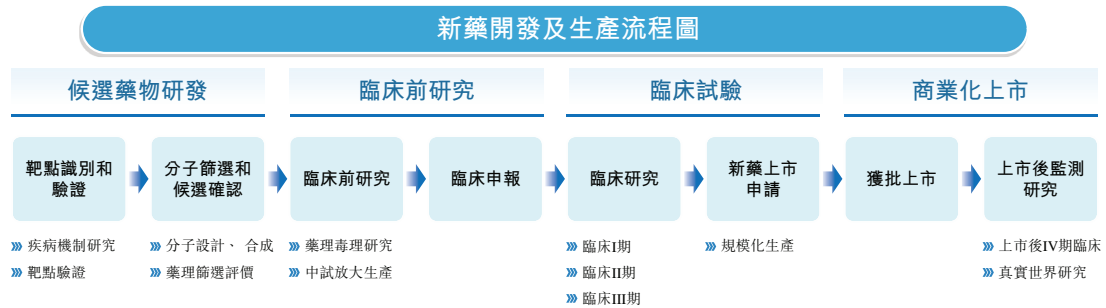 新藥開發及生產流程圖
候選藥物研發
臨床前研究
臨床試驗
商業化上市
靶點識別和
驗證
分子篩選和
候選確認
臨床前研究
臨床申報
臨床研究
新藥上市
申請
獲批上市
上市後監測
研究
疾病機制研究
靶點驗證
分子設計、 合成
藥理篩選評價
藥理毒理研究
中試放大生產
臨床I期
臨床II期
臨床III期
規模化生產
上市後IV期臨床
真實世界研究